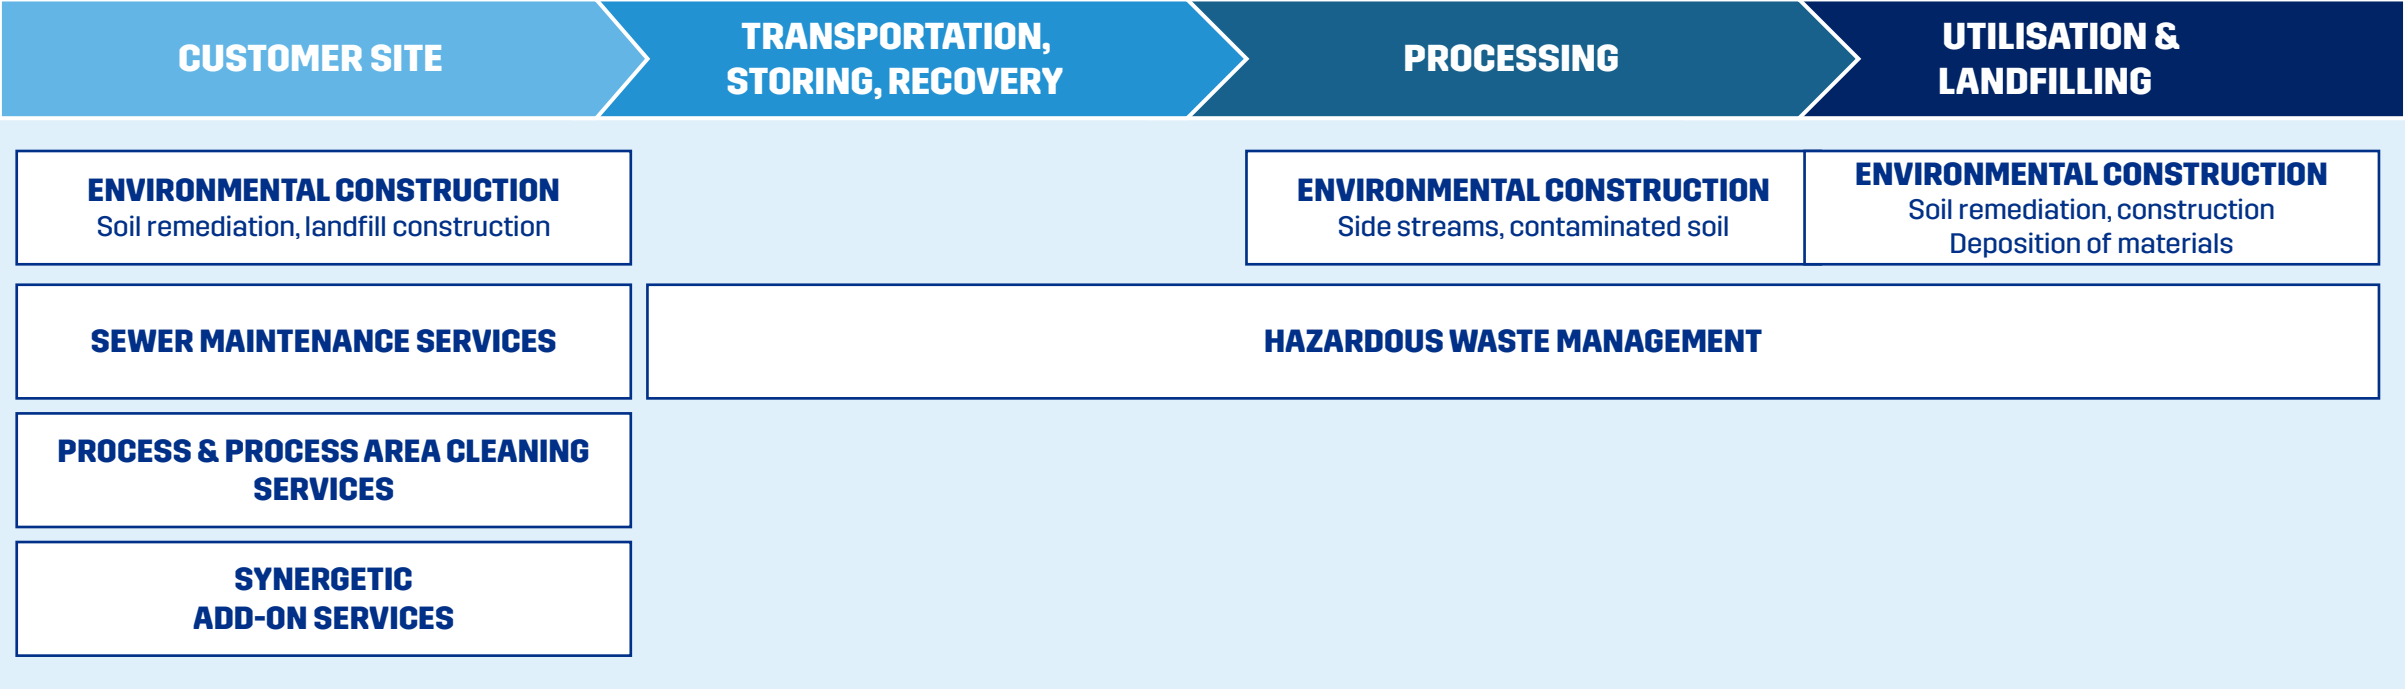 CUSTOMER SITE
TRANSPORTATION,
STORING, RECOVERY
PROCESSING
UTILISATION &
LANDFILLING
ENVIRONMENTAL CONSTRUCTION
Soil remediation, landfill construction
ENVIRONMENTAL CONSTRUCTION
Side streams, contaminated soil
ENVIRONMENTAL CONSTRUCTION
Soil remediation, construction
Deposition of materials
SEWER MAINTENANCE SERVICES
HAZARDOUS WASTE MANAGEMENT
PROCESS & PROCESS AREA CLEANING
SERVICES
SYNERGETIC
ADD-ON SERVICES